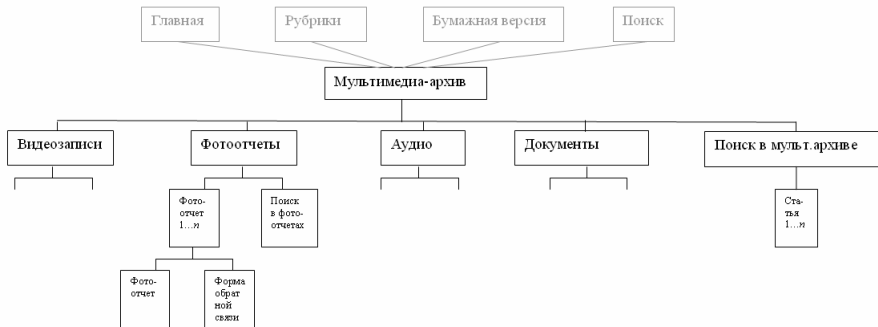 Главная
Рубрики
Бумажная версия
Поиск
Мультимедиа-архив
Видеозаписи
Фотоотчеты
Аудио
Документы
Поиск в мульт.архиве
Фото-
отчет
1...n
Поиск
в фото-
отчетах
Ста-
тья
1...n
Фото-
отчет
Форма
обрат
ной
связи